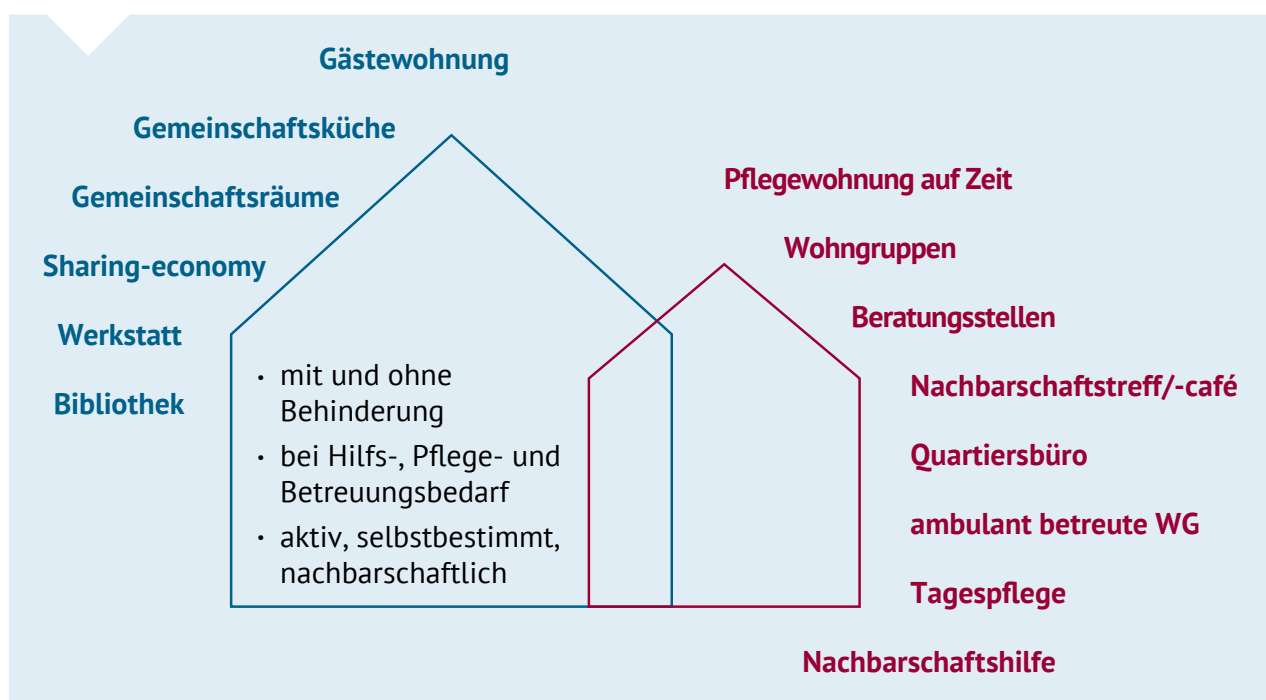 Gästewohnung
Gemeinschaftsküche
Gemeinschaftsräume
Sharing-economy
Werkstatt
Bibliothek
· mit und ohne
Behinderung
· bei Hilfs-, Pflege- und
Betreuungsbedarf
· aktiv, selbstbestimmt,
nachbarschaftlich
Pflegewohnung auf Zeit
Wohngruppen
Beratungsstellen
Nachbarschaftstreff/-café
Quartiersbüro
ambulant betreute WG
Tagespflege
Nachbarschaftshilfe